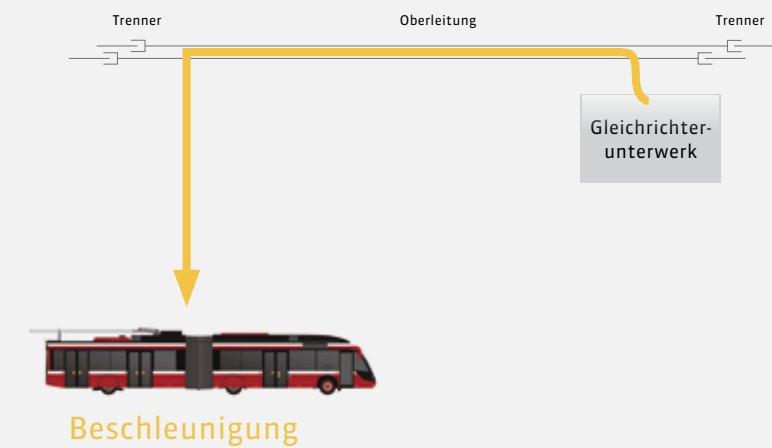 Trenner
Oberleitung
Trenner
Gleichrichter-
unterwerk
Beschleunigung